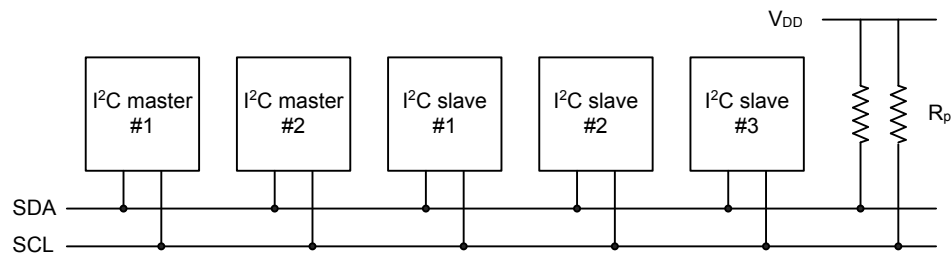 V_DD
I²C master
#1
I²C master
#2
I²C slave
#1
I²C slave
#2
I²C slave
#3
R_p
SDA
SCL